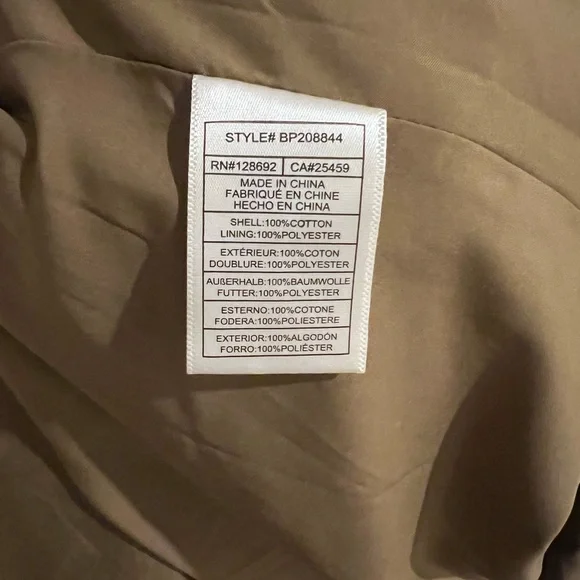 STYLE# BP208844
RN#128692 CA#25459
MADE IN CHINA
FABRIQUÉ EN CHINE
HECHO EN CHINA
SHELL:100%COTTON
LINING:100%POLYESTER
EXTÉRIEUR:100%COTON
DOUBLURE:100%POLYESTER
AUßERHALB:100%BAUMWOLLE
FUTTER:100%POLYESTER
ESTERNO:100%COTONE
FODERA:100%POLIESTERE
EXTERIOR:100%ALGODÓN
FORRO:100%POLIÉSTER